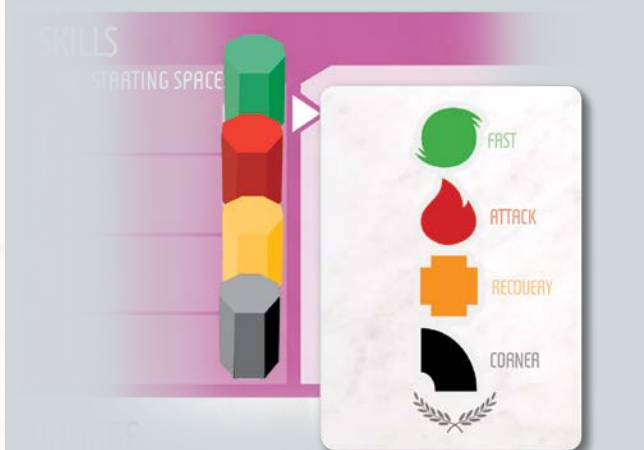 SKILLS
STARTING SPACE
FAST
ATTACK
RECOVERY
CORNER